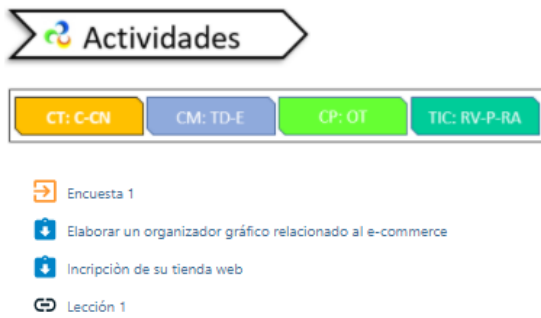 Actividades
CT: C-CN CM: TD-E CP: OT TIC: RV-P-RA
Encuesta 1
Elaborar un organizador gráfico relacionado al e-commerce
Incripciòn de su tienda web
Lección 1